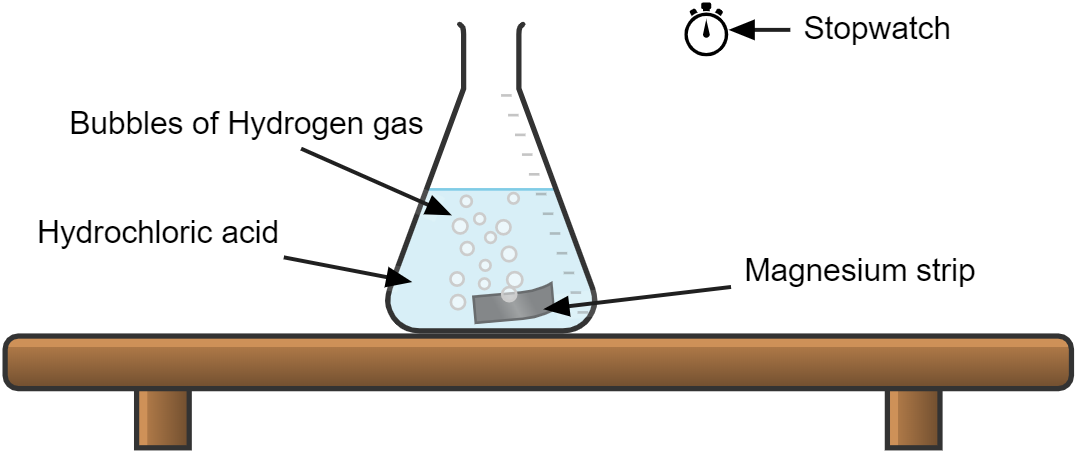 Stopwatch
Bubbles of Hydrogen gas
Hydrochloric acid
Magnesium strip